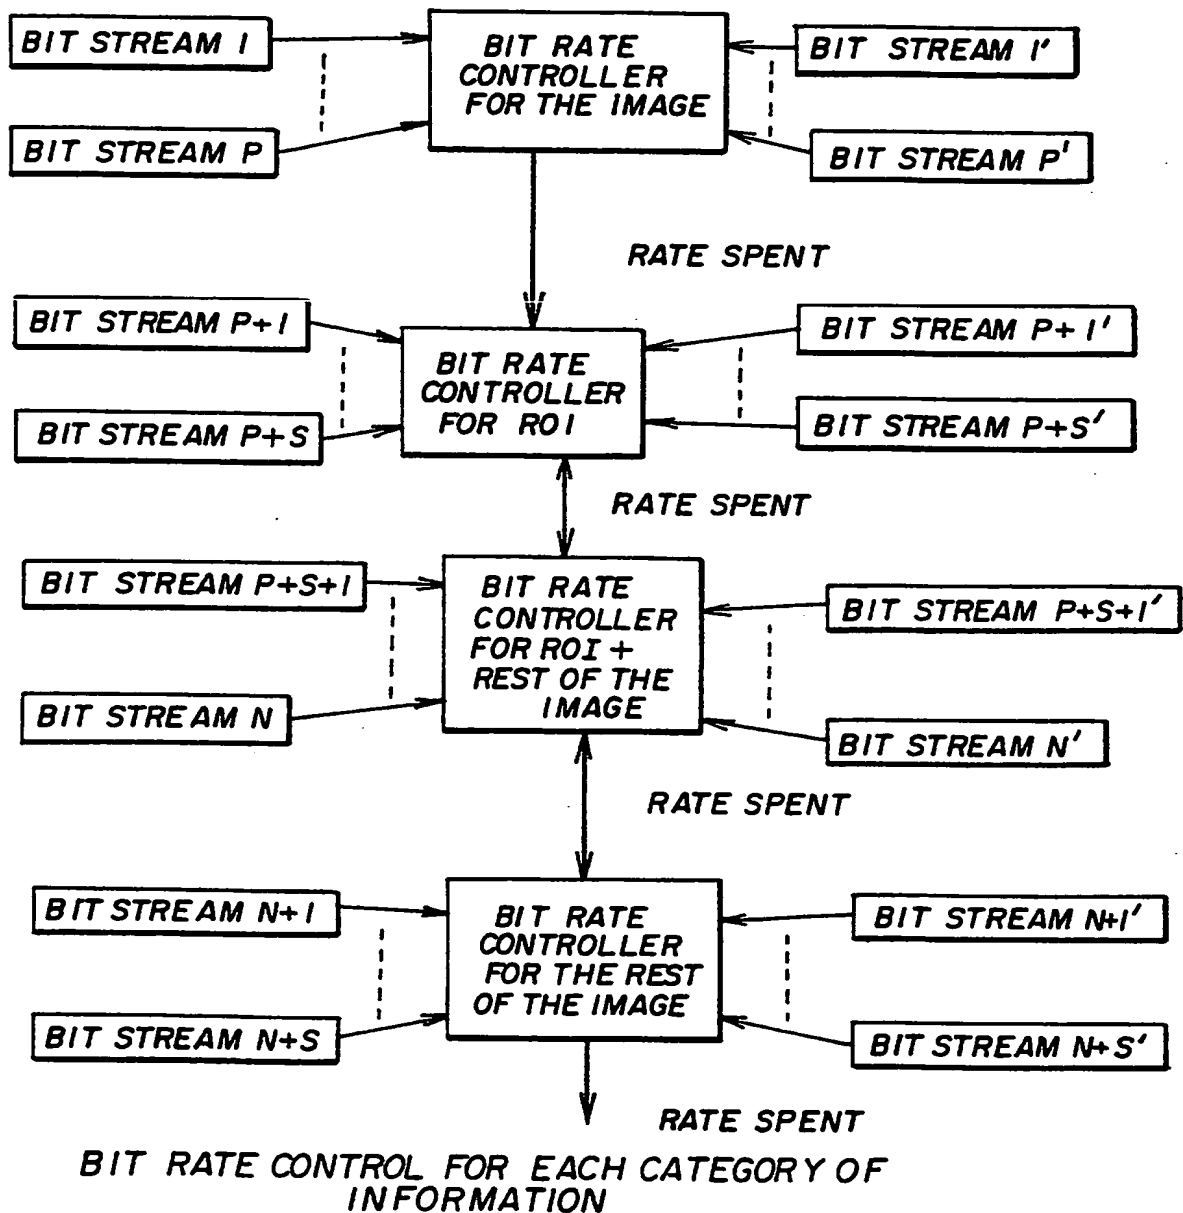 BIT STREAM 1
BIT STREAM P
BIT RATE
CONTROLLER
FOR THE IMAGE
BIT STREAM 1'
BIT STREAM P'
RATE SPENT
BIT STREAM P+1
BIT STREAM P+S
BIT RATE
CONTROLLER
FOR ROI
BIT STREAM P+1'
BIT STREAM P+S'
RATE SPENT
BIT STREAM P+S+1
BIT STREAM N
BIT RATE
CONTROLLER
FOR ROI +
REST OF THE
IMAGE
BIT STREAM P+S+1'
BIT STREAM N'
RATE SPENT
BIT STREAM N+1
BIT STREAM N+S
BIT RATE
CONTROLLER
FOR THE REST
OF THE IMAGE
BIT STREAM N+1'
BIT STREAM N+S'
RATE SPENT
BIT RATE CONTROL FOR EACH CATEGORY OF
INFORMATION